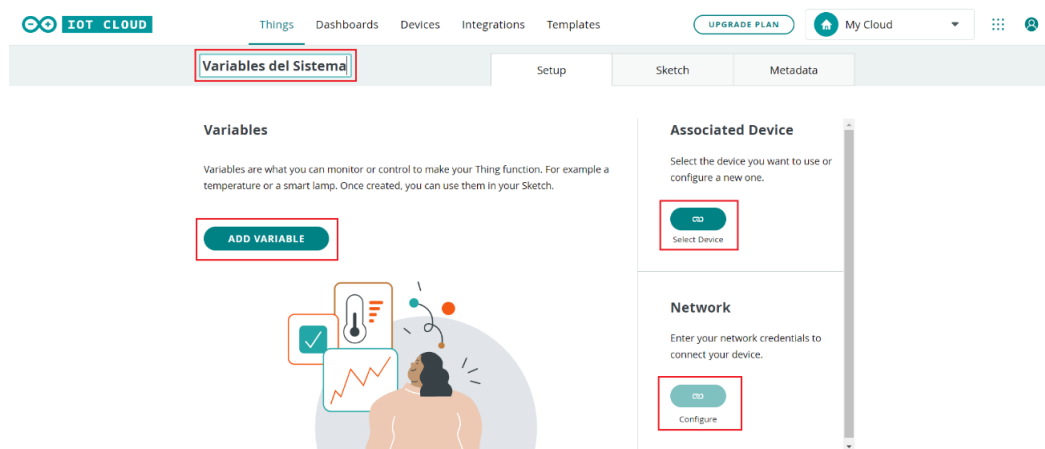 IOT CLOUD
Things Dashboards Devices Integrations Templates
UPGRADE PLAN
My Cloud
Variables del Sistema
Setup Sketch Metadata
Variables
Variables are what you can monitor or control to make your Thing function. For example a
temperature or a smart lamp. Once created, you can use them in your Sketch.
ADD VARIABLE
Associated Device
Select the device you want to use or
configure a new one.
Select Device
Network
Enter your network credentials to
connect your device.
Configure